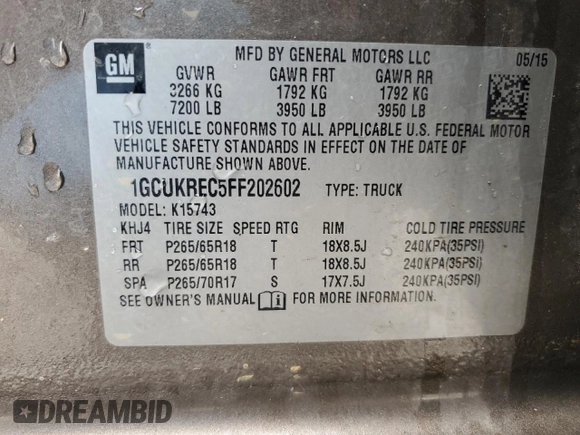 GM
MFD BY GENERAL MOTORS LLC 05/15
GVWR GAWR FRT GAWR RR
3266 KG 1792 KG 1792 KG
7200 LB 3950 LB 3950 LB
THIS VEHICLE CONFORMS TO ALL APPLICABLE U.S. FEDERAL MOTOR
VEHICLE SAFETY STANDARDS IN EFFECT ON THE DATE OF
MANUFACTURE SHOWN ABOVE.
1GCUKREC5FF202602 TYPE: TRUCK
MODEL: K15743
KHJ4 TIRE SIZE SPEED RTG RIM COLD TIRE PRESSURE
FRT P265/65R18 T 18X8.5J 240KPA(35PSI)
RR P265/65R18 T 18X8.5J 240KPA(35PSI)
SPA P265/70R17 S 17X7.5J 240KPA(35PSI)
SEE OWNER'S MANUAL i FOR MORE INFORMATION.
DREAMBID